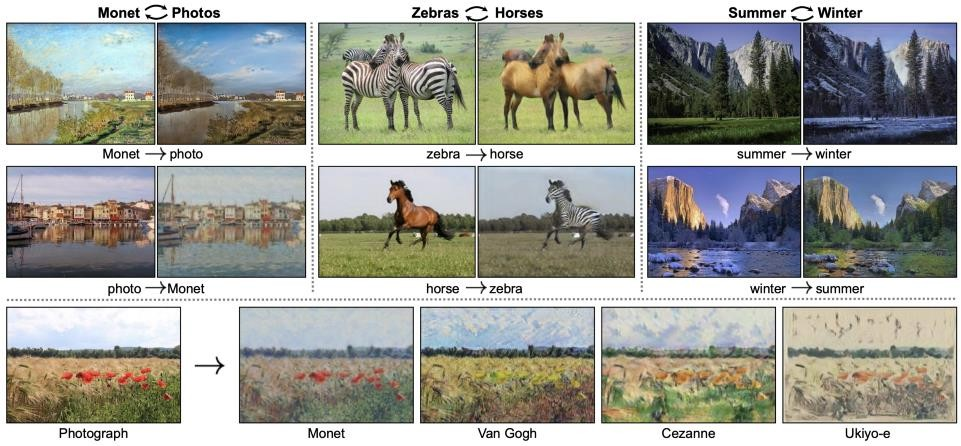 Monet ⇄ Photos
Zebras ⇄ Horses
Summer ⇄ Winter
Monet → photo
zebra → horse
summer → winter
photo → Monet
horse → zebra
winter → summer
Photograph
Monet
Van Gogh
Cezanne
Ukiyo-e